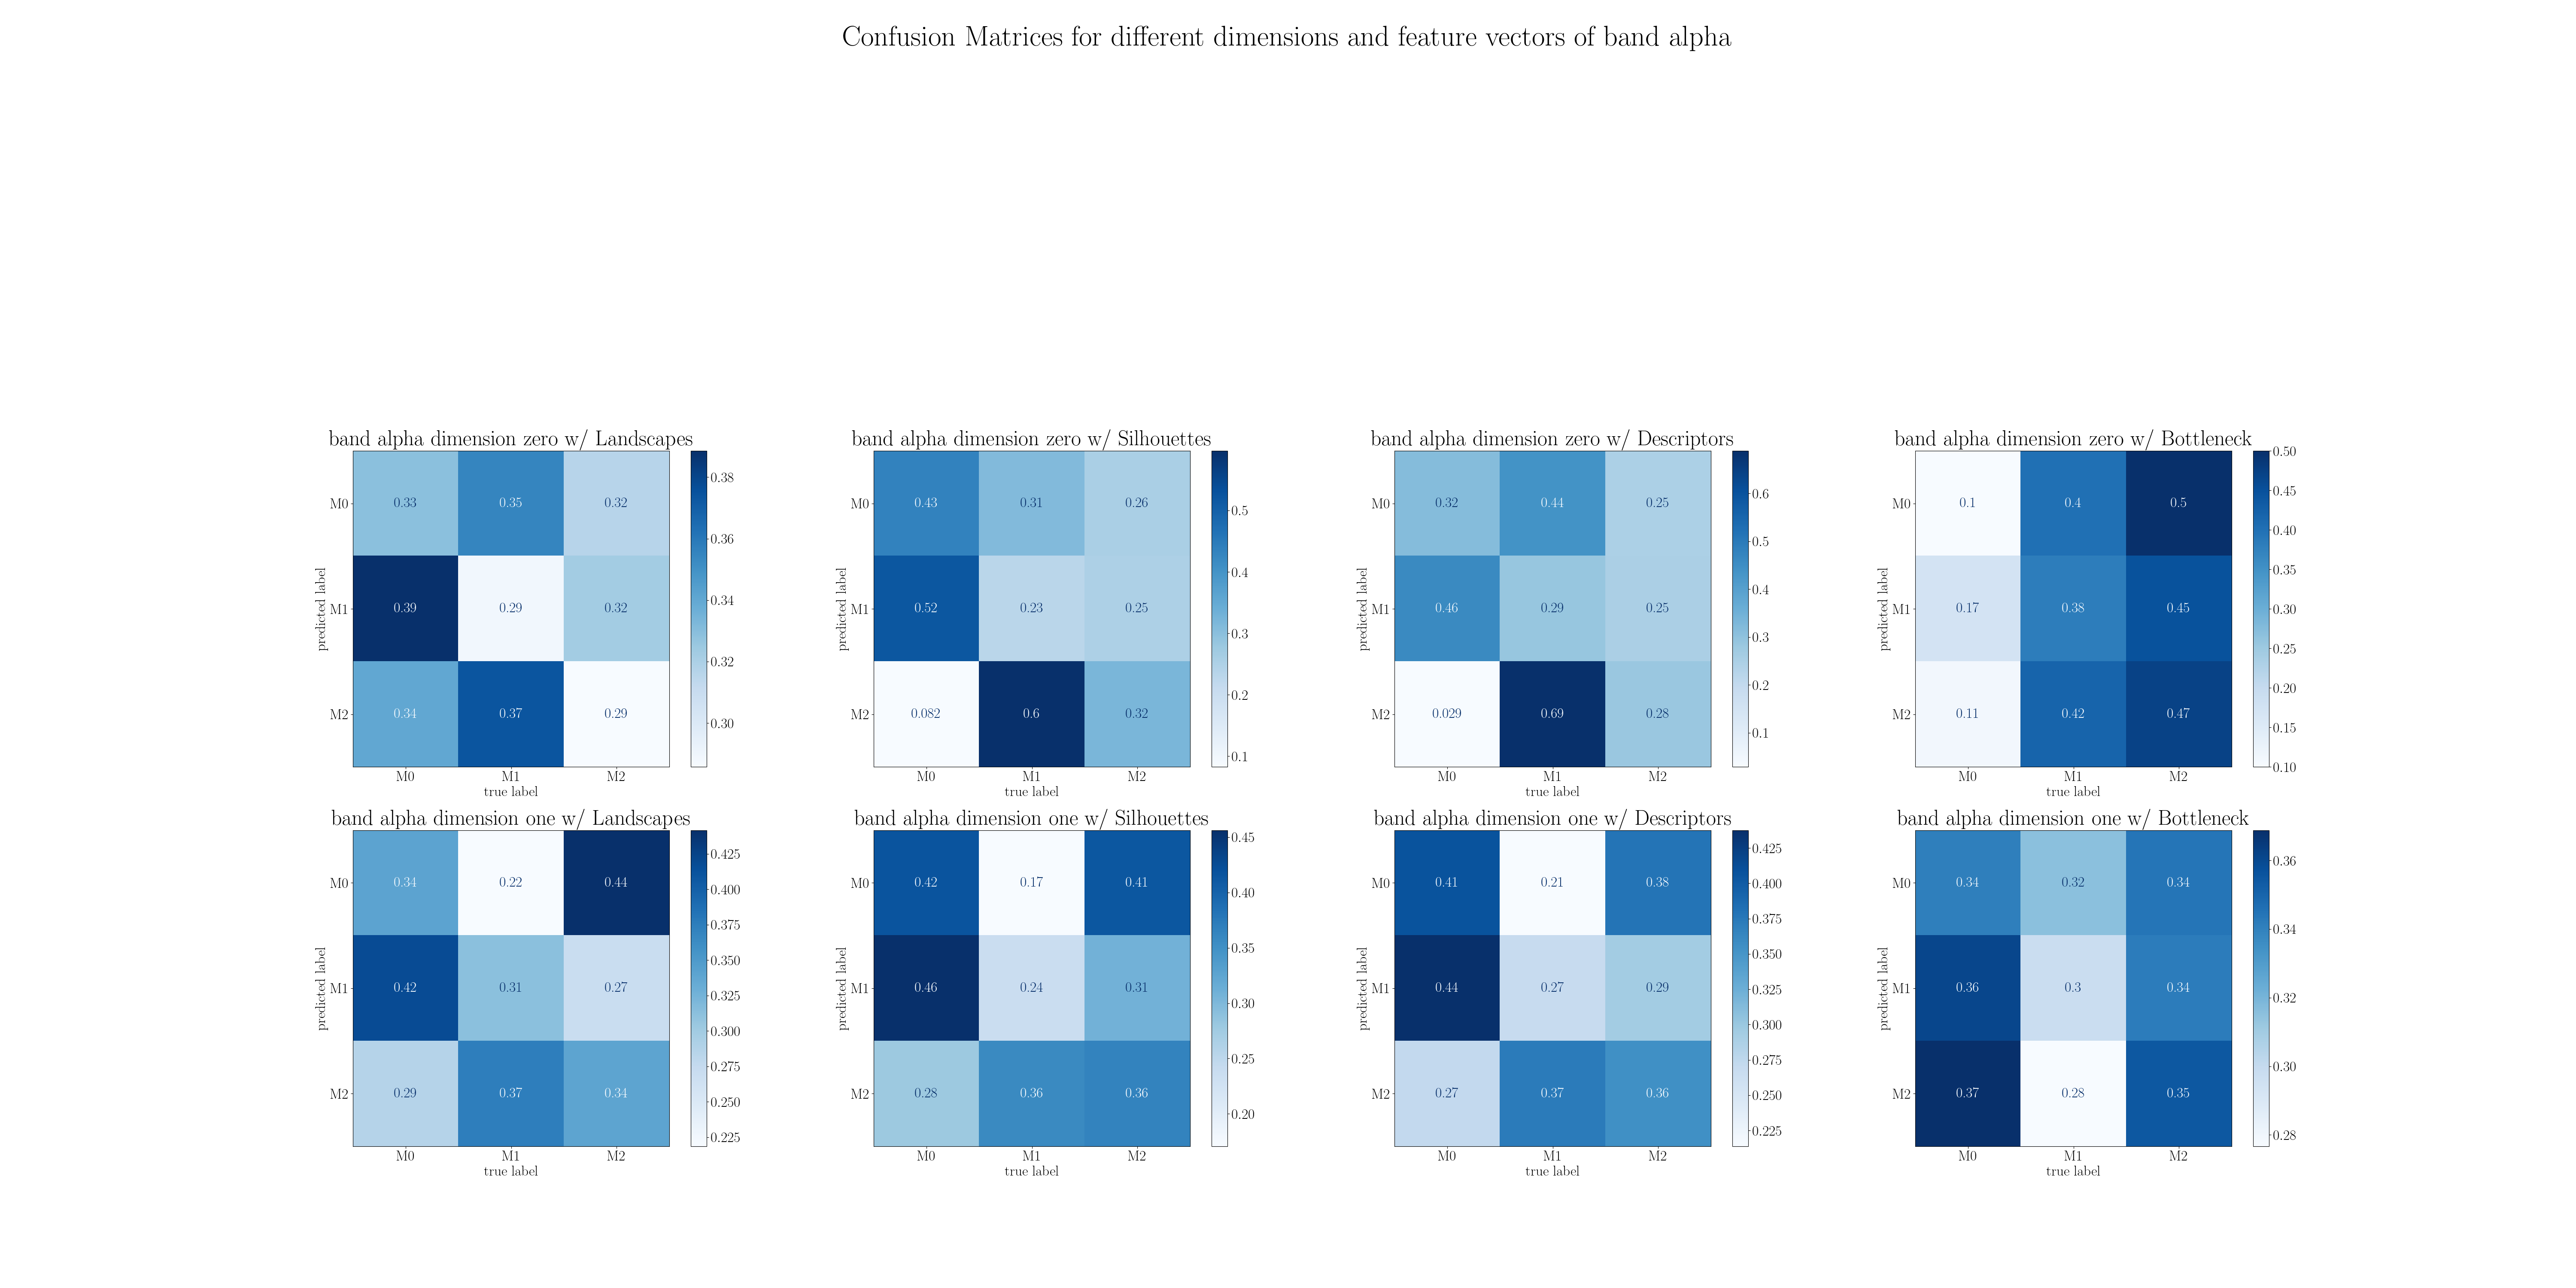 Confusion Matrices for different dimensions and feature vectors of band alpha
band alpha dimension zero w/ Landscapes
predicted label
M0 0.33 0.35 0.32
M1 0.39 0.29 0.32
M2 0.34 0.37 0.29
M0 M1 M2
true label
0.38
0.36
0.34
0.32
0.30
band alpha dimension zero w/ Silhouettes
predicted label
M0 0.43 0.31 0.26
M1 0.52 0.23 0.25
M2 0.082 0.6 0.32
M0 M1 M2
true label
0.5
0.4
0.3
0.2
0.1
band alpha dimension zero w/ Descriptors
predicted label
M0 0.32 0.44 0.25
M1 0.46 0.29 0.25
M2 0.029 0.69 0.28
M0 M1 M2
true label
0.6
0.5
0.4
0.3
0.2
0.1
band alpha dimension zero w/ Bottleneck
predicted label
M0 0.1 0.4 0.5
M1 0.17 0.38 0.45
M2 0.11 0.42 0.47
M0 M1 M2
true label
0.50
0.45
0.40
0.35
0.30
0.25
0.20
0.15
0.10
band alpha dimension one w/ Landscapes
predicted label
M0 0.34 0.22 0.44
M1 0.42 0.31 0.27
M2 0.29 0.37 0.34
M0 M1 M2
true label
0.425
0.400
0.375
0.350
0.325
0.300
0.275
0.250
0.225
band alpha dimension one w/ Silhouettes
predicted label
M0 0.42 0.17 0.41
M1 0.46 0.24 0.31
M2 0.28 0.36 0.36
M0 M1 M2
true label
0.45
0.40
0.35
0.30
0.25
0.20
band alpha dimension one w/ Descriptors
predicted label
M0 0.41 0.21 0.38
M1 0.44 0.27 0.29
M2 0.27 0.37 0.36
M0 M1 M2
true label
0.425
0.400
0.375
0.350
0.325
0.300
0.275
0.250
0.225
band alpha dimension one w/ Bottleneck
predicted label
M0 0.34 0.32 0.34
M1 0.36 0.3 0.34
M2 0.37 0.28 0.35
M0 M1 M2
true label
0.36
0.34
0.32
0.30
0.28